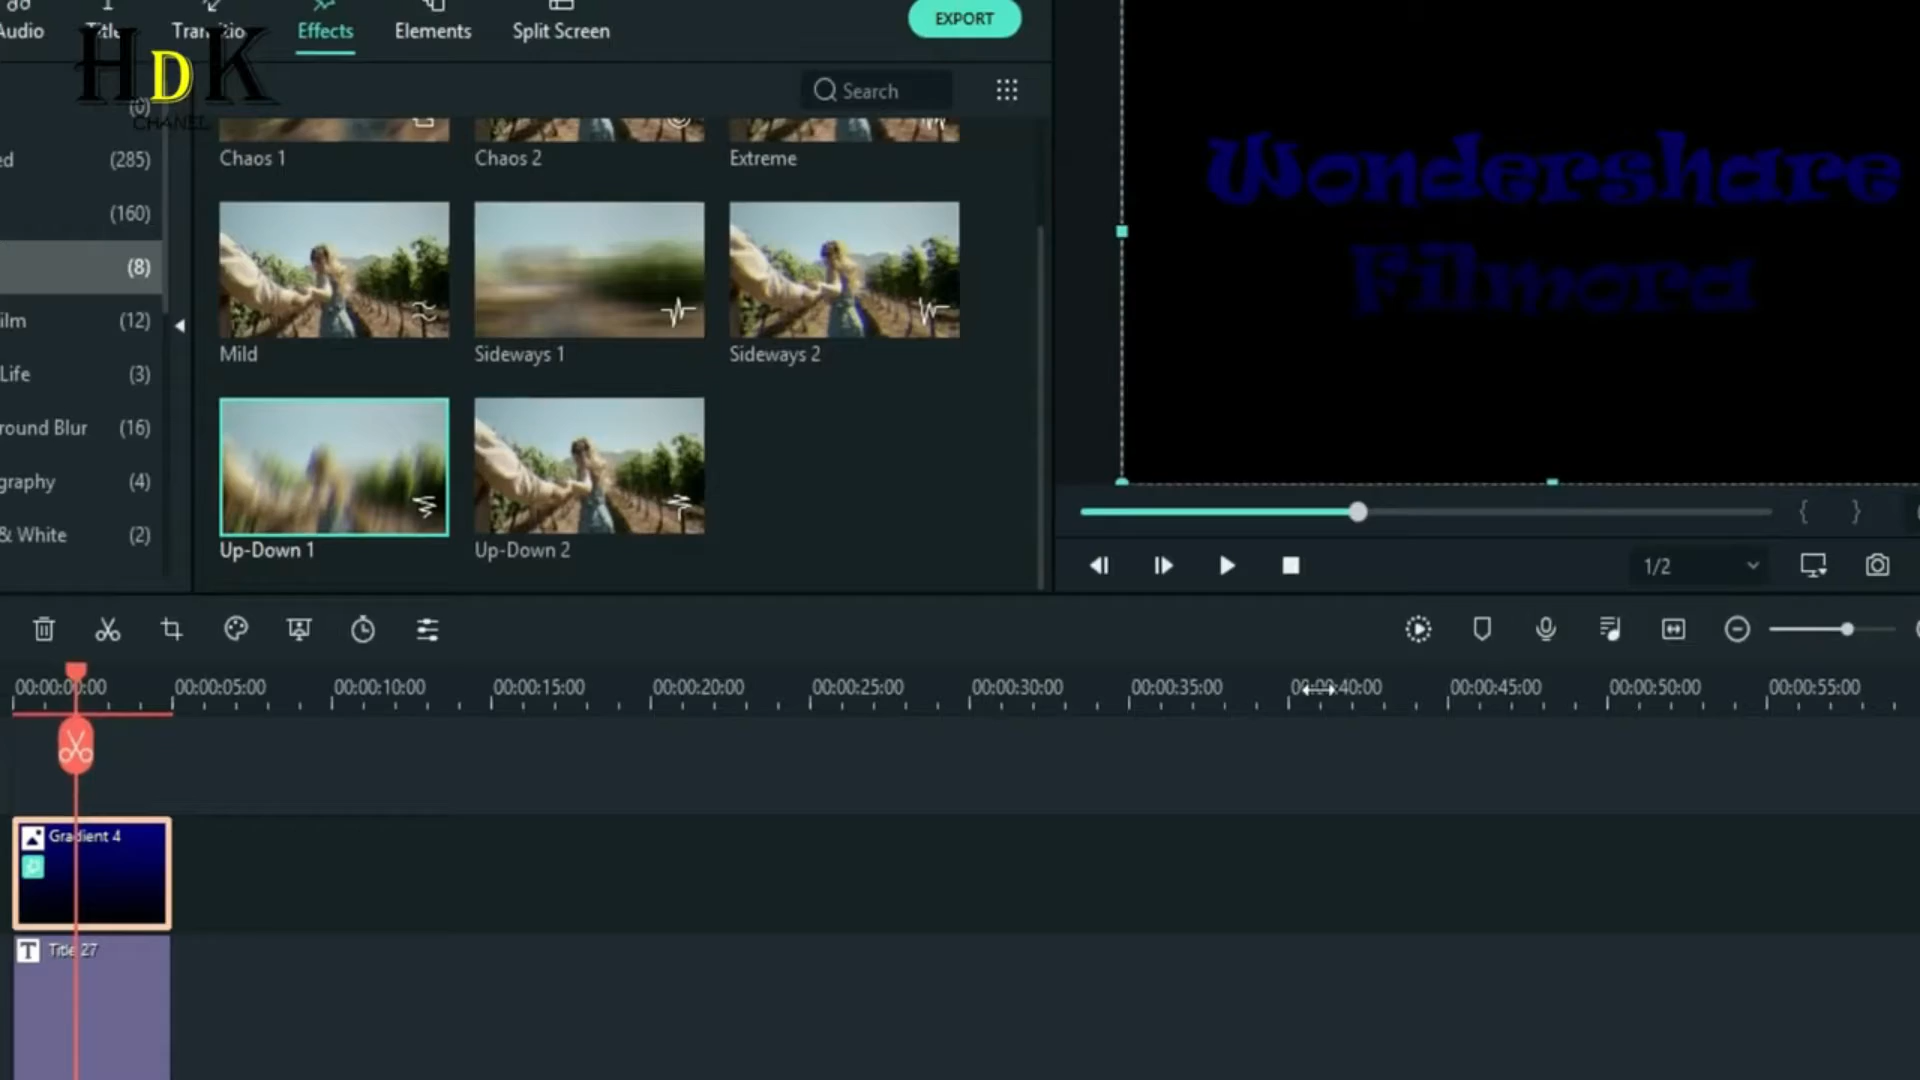 Audio
Title
Transitio
Effects
Elements
Split Screen
EXPORT
HDK
CHANEL
Search
(0)
ed (285)
(160)
(8)
ilm (12)
Life (3)
round Blur (16)
graphy (4)
& White (2)
Chaos 1
Chaos 2
Extreme
Mild
Sideways 1
Sideways 2
Up-Down 1
Up-Down 2
Wondershare
Filmora
{ }
1/2
00:00:00:00
00:00:05:00
00:00:10:00
00:00:15:00
00:00:20:00
00:00:25:00
00:00:30:00
00:00:35:00
00:00:40:00
00:00:45:00
00:00:50:00
00:00:55:00
Gradient 4
T Title 27